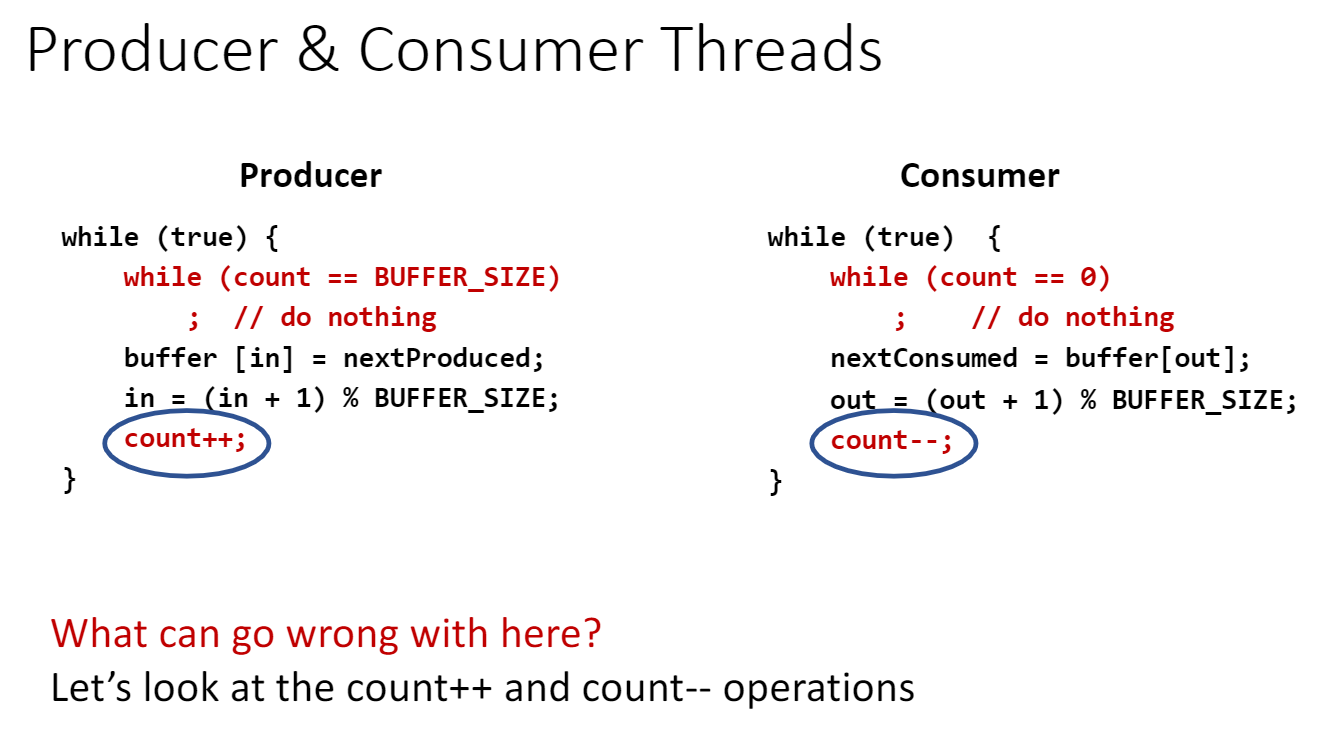 Producer & Consumer Threads
Producer
while (true) {
while (count == BUFFER_SIZE)
; // do nothing
buffer [in] = nextProduced;
in = (in + 1) % BUFFER_SIZE;
count++;
}
Consumer
while (true) {
while (count == 0)
; // do nothing
nextConsumed = buffer[out];
out = (out + 1) % BUFFER_SIZE;
count--;
}
What can go wrong with here?
Let’s look at the count++ and count-- operations